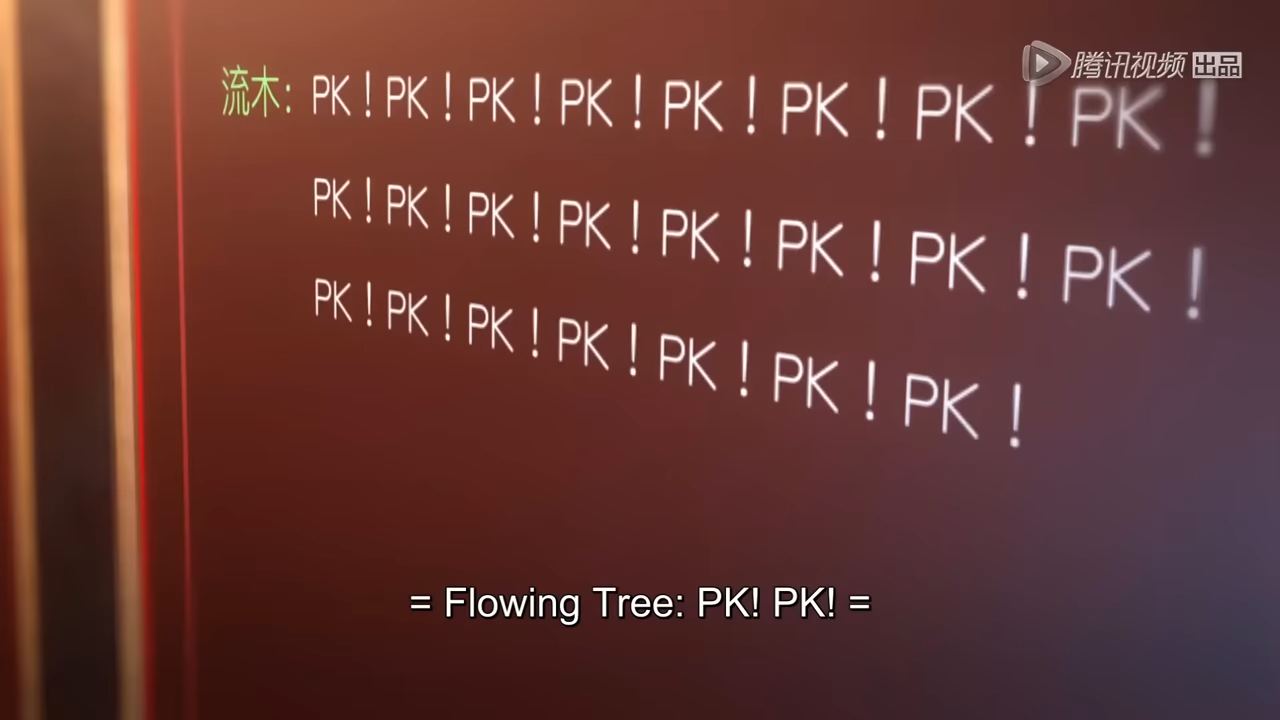 腾讯视频 出品
流木: PK！PK！PK！PK！PK！PK！PK！PK！
PK！PK！PK！PK！PK！PK！PK！PK！
PK！PK！PK！PK！PK！PK！PK！
= Flowing Tree: PK! PK! =